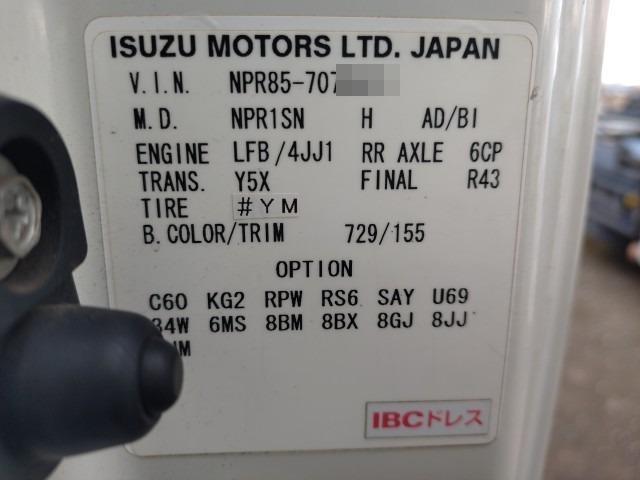 ISUZU MOTORS LTD. JAPAN
V.I.N. NPR85-707
M.D. NPR1SN H AD/BI
ENGINE LFB/4JJ1 RR AXLE 6CP
TRANS. Y5X FINAL R43
TIRE #YM
B.COLOR/TRIM 729/155
OPTION
C60 KG2 RPW RS6 SAY U69
6MS 8BM 8BX 8GJ 8JJ
IBCドレス